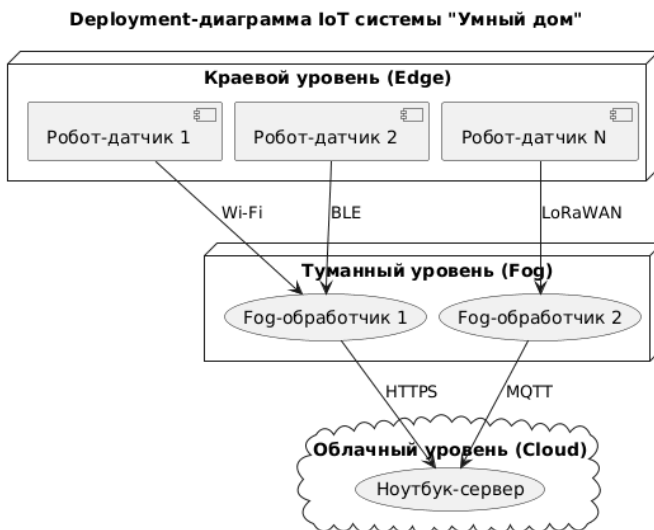 Deployment-диаграмма IoT системы "Умный дом"
Краевой уровень (Edge)
Робот-датчик 1
Робот-датчик 2
Робот-датчик N
Wi-Fi
BLE
LoRaWAN
Туманный уровень (Fog)
Fog-обработчик 1
Fog-обработчик 2
HTTPS
MQTT
Облачный уровень (Cloud)
Ноутбук-сервер